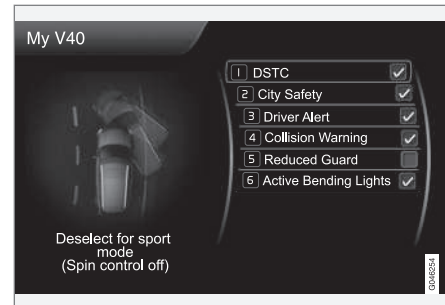 My V40
1 DSTC
2 City Safety
3 Driver Alert
4 Collision Warning
5 Reduced Guard
6 Active Bending Lights
Deselect for sport
mode
(Spin control off)
G046254